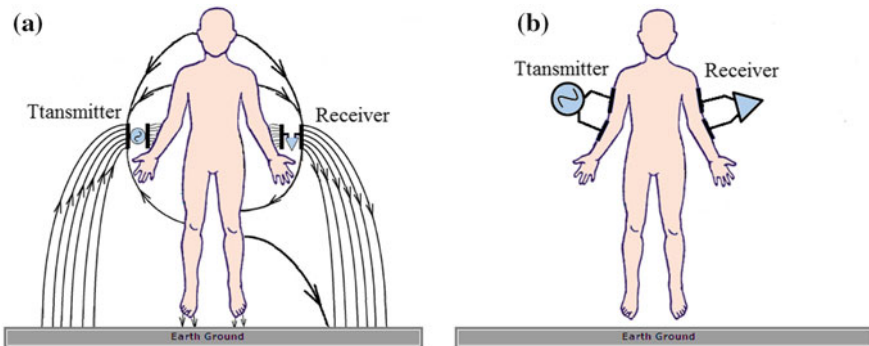 (a)
Ttansmitter
Receiver
Earth Ground
(b)
Ttansmitter
Receiver
Earth Ground